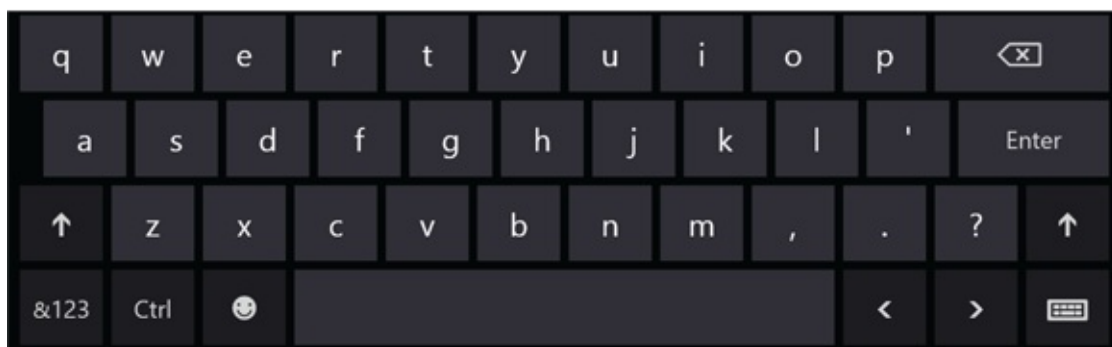 q w e r t y u i o p
a s d f g h j k l ' Enter
z x c v b n m , . ?
&123 Ctrl < >